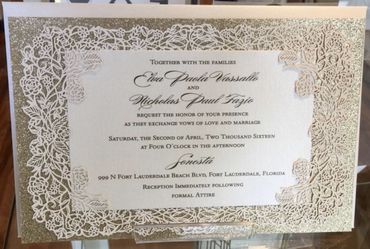 Together with the families
Elva Paola Vassallo
and
Nicholas Paul Fazio
request the honor of your presence
as they exchange vows of love and marriage
Saturday, the Second of April, Two Thousand Sixteen
at Four O'clock in the afternoon
Sonesta
999 N Fort Lauderdale Beach Blvd, Fort Lauderdale, Florida
Reception Immediately following
formal Attire